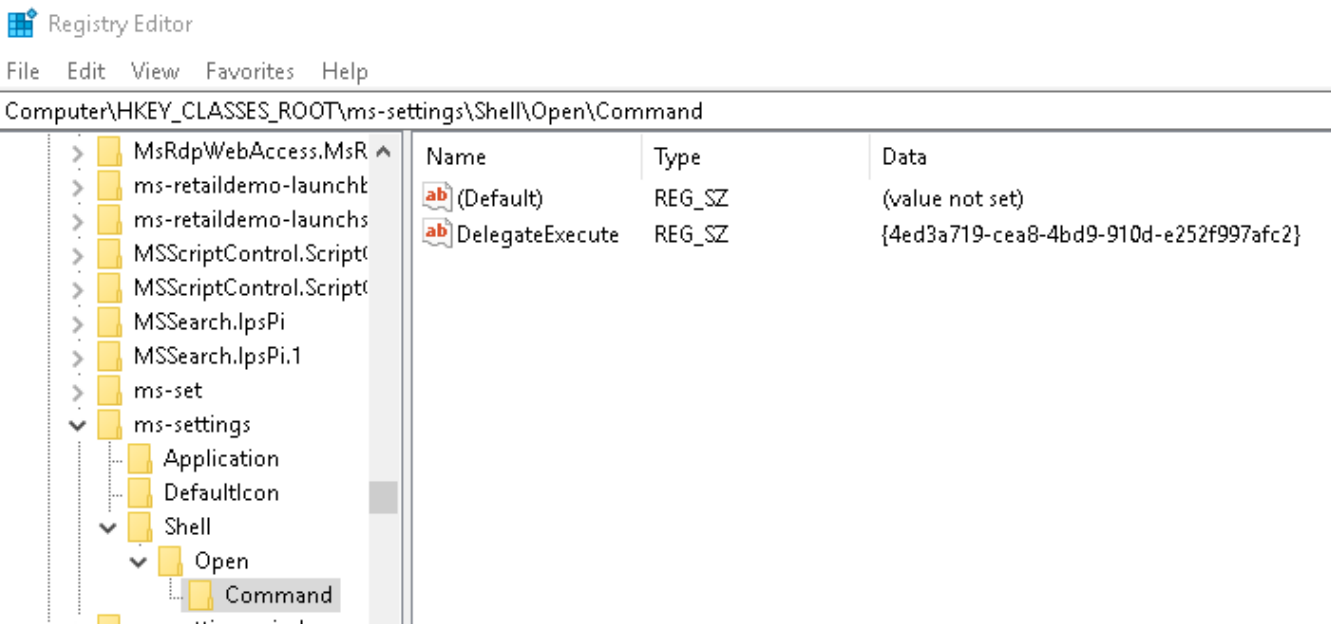 Registry Editor
File Edit View Favorites Help
Computer\HKEY_CLASSES_ROOT\ms-settings\Shell\Open\Command
MsRdpWebAccess.MsR
ms-retaildemo-launchb
ms-retaildemo-launchs
MSScriptControl.Script
MSScriptControl.Script
MSSearch.IpsPi
MSSearch.IpsPi.1
ms-set
ms-settings
Application
DefaultIcon
Shell
Open
Command
Name Type Data
ab (Default) REG_SZ (value not set)
ab DelegateExecute REG_SZ {4ed3a719-cea8-4bd9-910d-e252f997afc2}